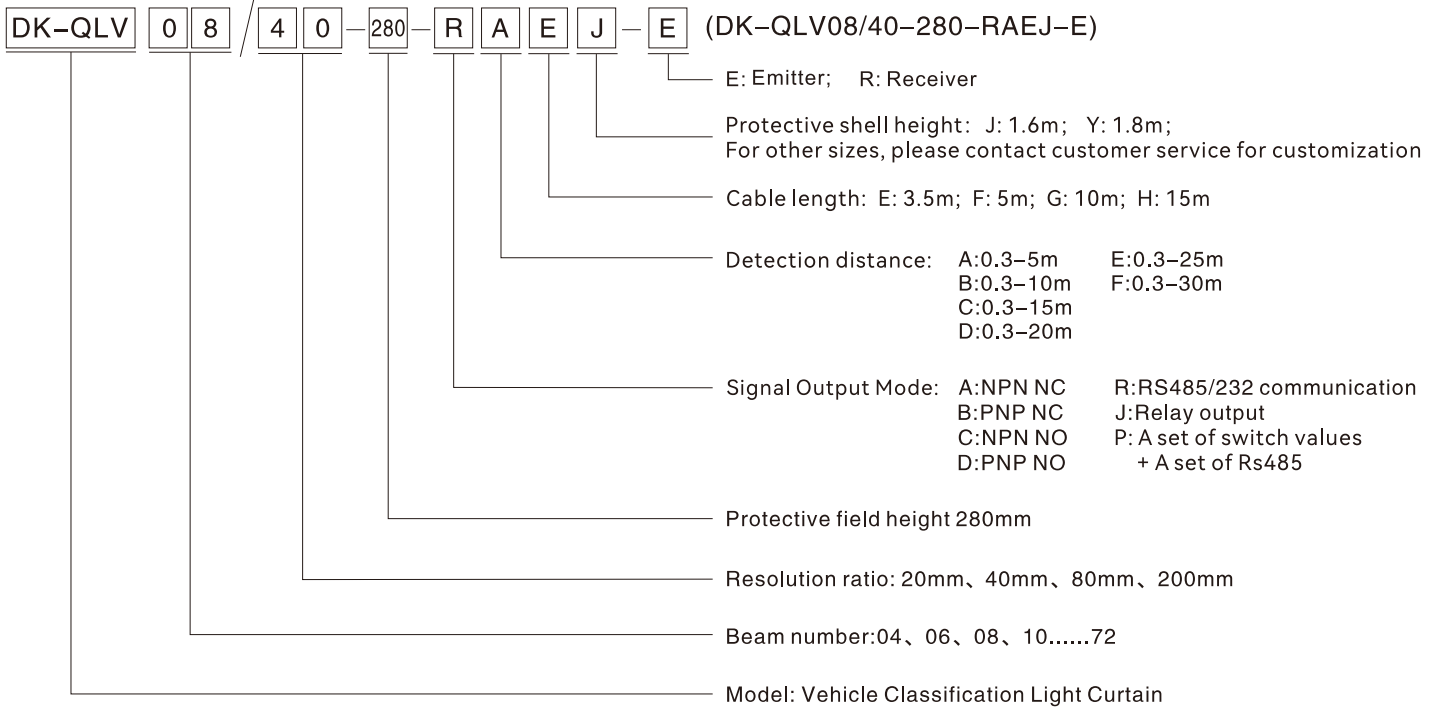 DK-QLV 08/40-280-RAEJ-E (DK-QLV08/40-280-RAEJ-E)
E: Emitter; R: Receiver
Protective shell height: J: 1.6m; Y: 1.8m;
For other sizes, please contact customer service for customization
Cable length: E: 3.5m; F: 5m; G: 10m; H: 15m
Detection distance: A:0.3-5m E:0.3-25m
B:0.3-10m F:0.3-30m
C:0.3-15m
D:0.3-20m
Signal Output Mode: A:NPN NC R:RS485/232 communication
B:PNP NC J:Relay output
C:NPN NO P: A set of switch values
D:PNP NO + A set of Rs485
Protective field height 280mm
Resolution ratio: 20mm、40mm、80mm、200mm
Beam number:04、06、08、10......72
Model: Vehicle Classification Light Curtain